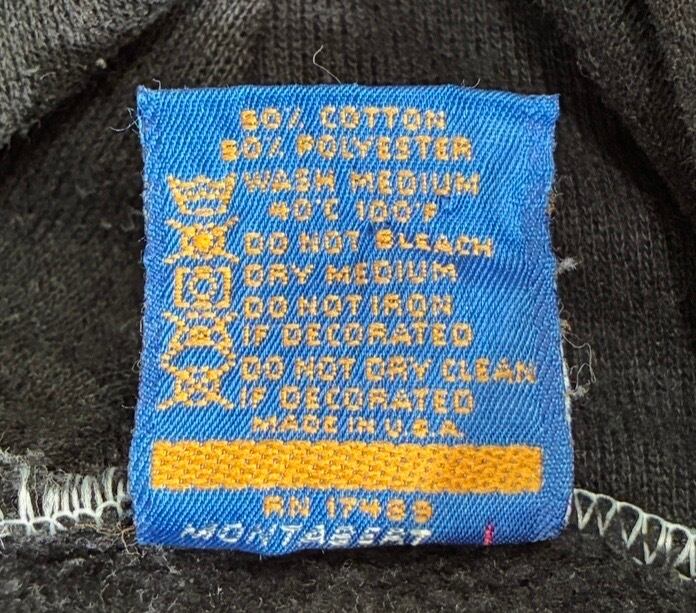 50% COTTON
50% POLYESTER
WASH MEDIUM
40°C 100°F
DO NOT BLEACH
DRY MEDIUM
DO NOT IRON
IF DECORATED
DO NOT DRY CLEAN
IF DECORATED
MADE IN U.S.A.
RN 17489
MONTABERT